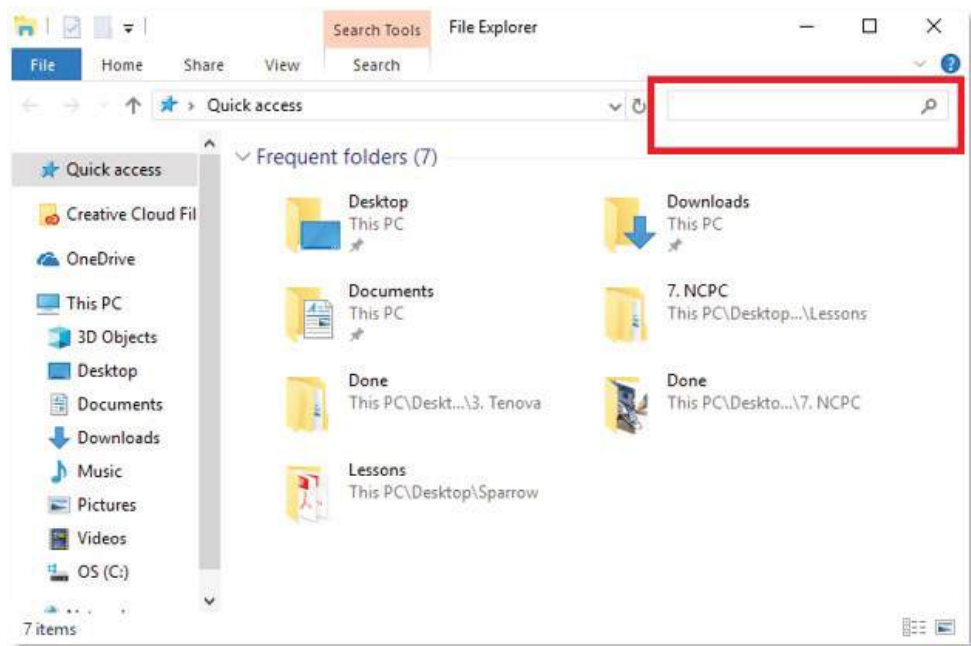 Search Tools
File Explorer
File
Home
Share
View
Search
?
Quick access
Quick access
Creative Cloud Fil
OneDrive
This PC
3D Objects
Desktop
Documents
Downloads
Music
Pictures
Videos
OS (C:)
Frequent folders (7)
Desktop
This PC
Downloads
This PC
Documents
This PC
7. NCPC
This PC\Desktop...\Lessons
Done
This PC\Deskt...\3. Tenova
Done
This PC\Deskto...\7. NCPC
Lessons
This PC\Desktop\Sparrow
7 items